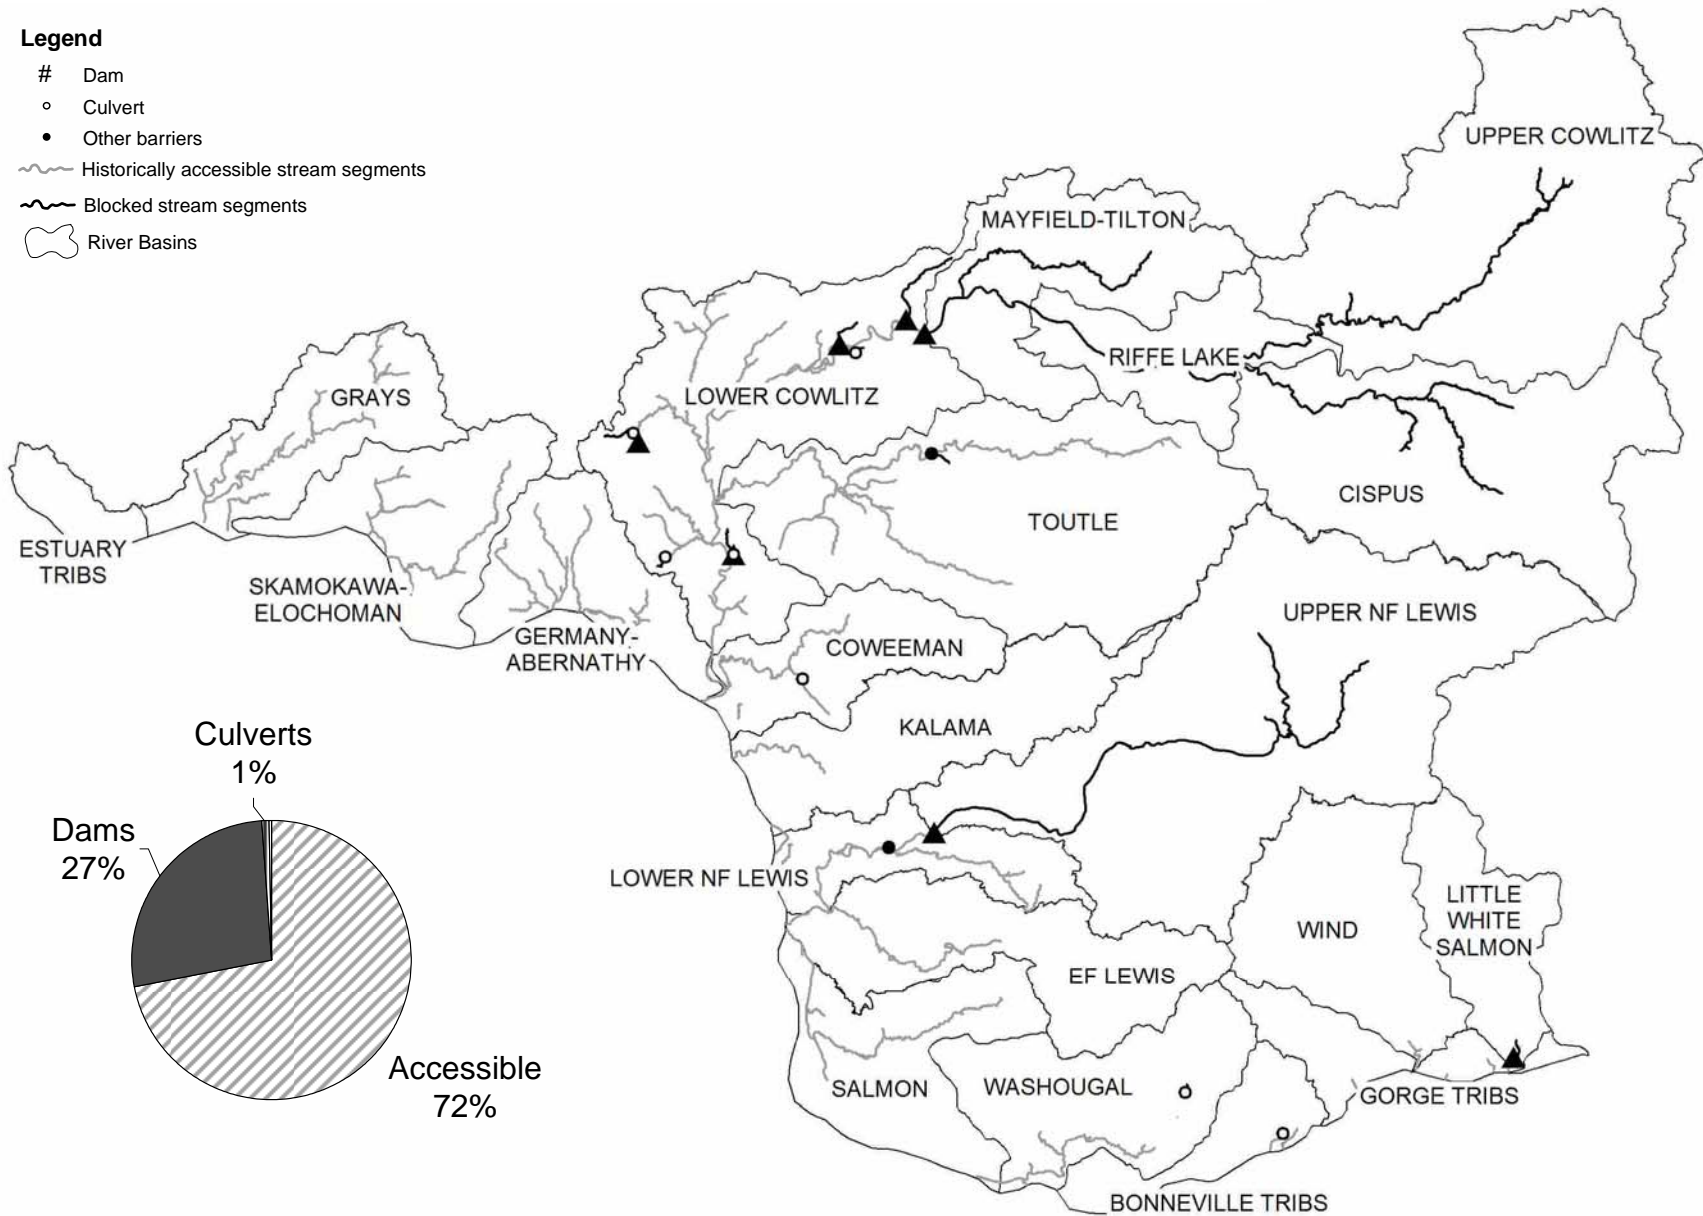 Legend
# Dam
Culvert
Other barriers
Historically accessible stream segments
Blocked stream segments
River Basins
UPPER COWLITZ
MAYFIELD-TILTON
RIFFE LAKE
GRAYS
LOWER COWLITZ
CISPUS
TOUTLE
ESTUARY
TRIBS
SKAMOKAWA-
ELOCHOMAN
GERMANY-
ABERNATHY
UPPER NF LEWIS
COWEEMAN
KALAMA
Culverts
1%
Dams
27%
Accessible
72%
LOWER NF LEWIS
WIND
LITTLE
WHITE
SALMON
EF LEWIS
SALMON
WASHOUGAL
GORGE TRIBS
BONNEVILLE TRIBS